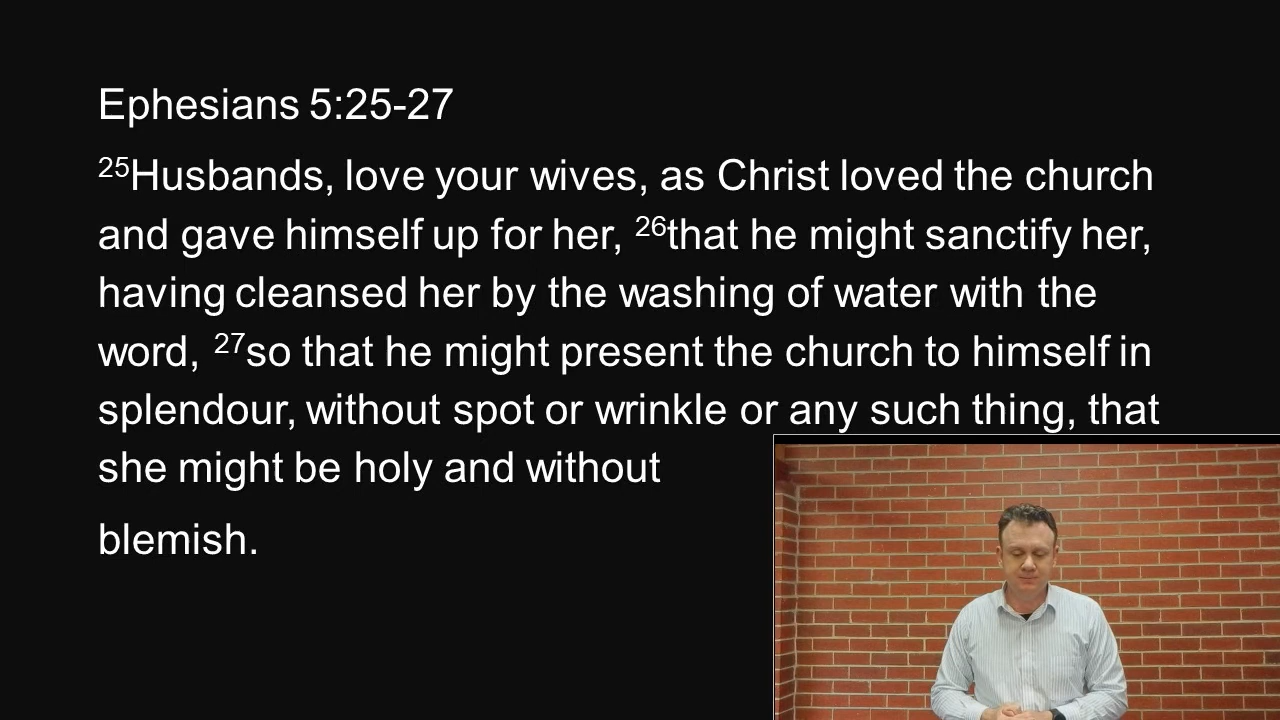 Ephesians 5:25-27
25Husbands, love your wives, as Christ loved the church
and gave himself up for her, 26that he might sanctify her,
having cleansed her by the washing of water with the
word, 27so that he might present the church to himself in
splendour, without spot or wrinkle or any such thing, that
she might be holy and without
blemish.